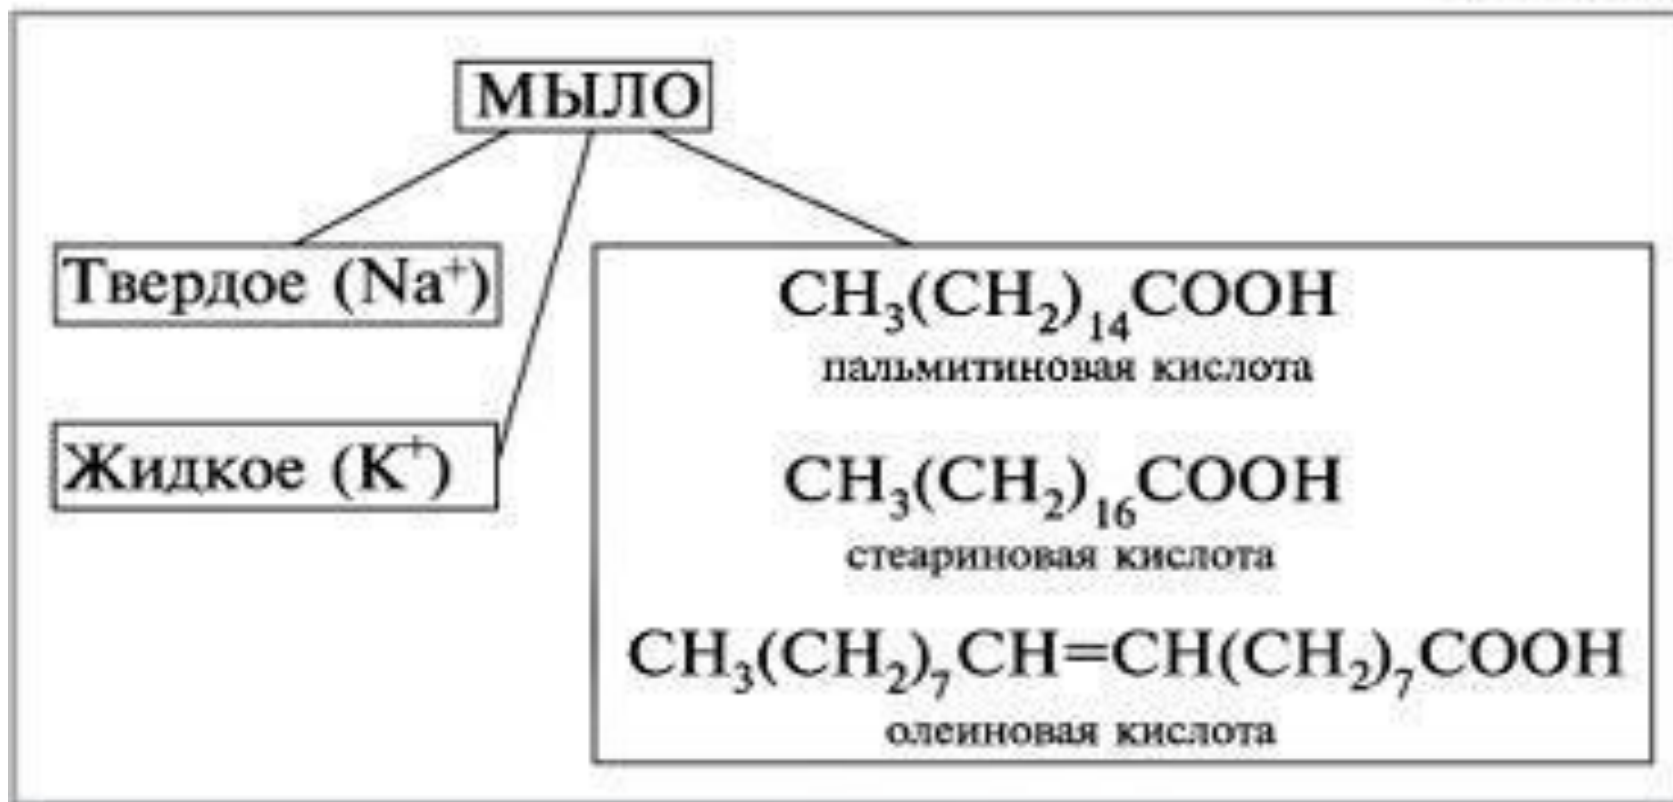 МЫЛО
Твердое (Na⁺)
Жидкое (K⁺)
CH₃(CH₂)₁₄COOH
пальмитиновая кислота
CH₃(CH₂)₁₆COOH
стеариновая кислота
CH₃(CH₂)₇CH=CH(CH₂)₇COOH
олеиновая кислота